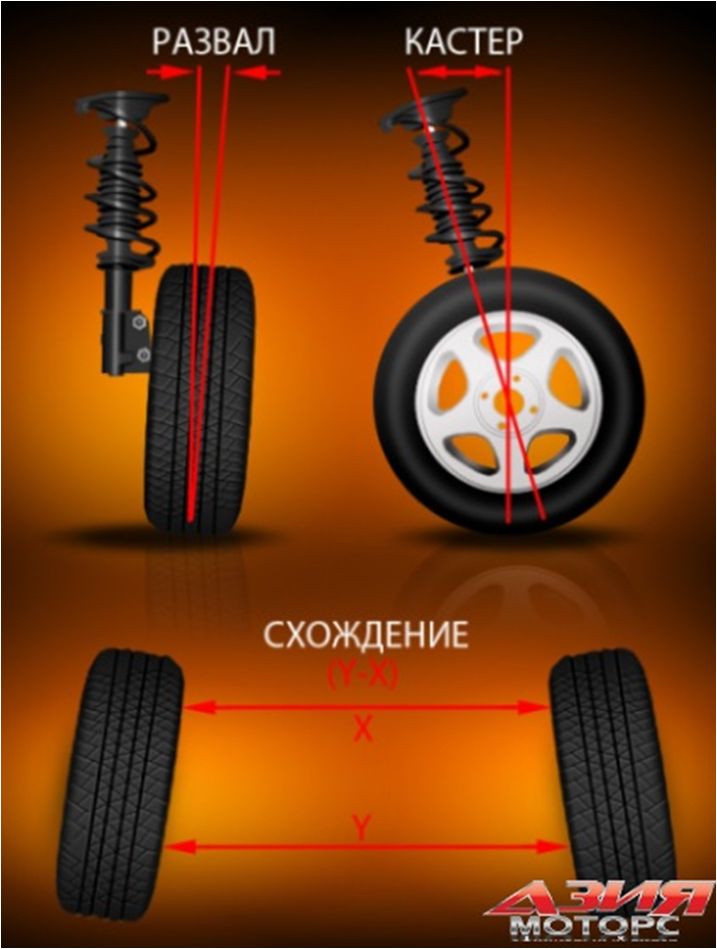 РАЗВАЛ
КАСТЕР
СХОЖДЕНИЕ
(Y-X)
X
Y
АЗИЯ
МОТОРС